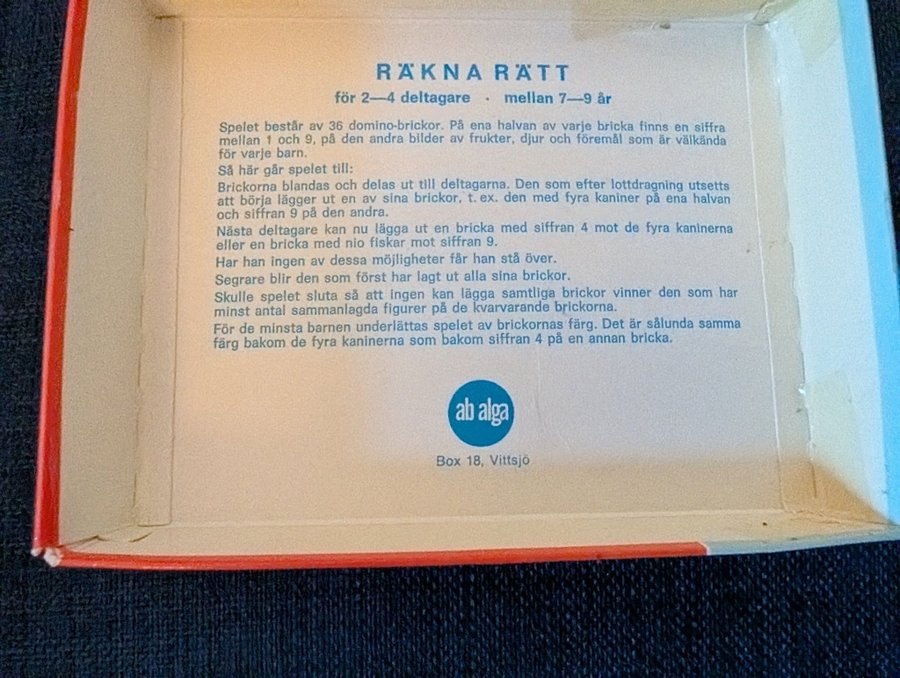 RÄKNA RÄTT
för 2—4 deltagare · mellan 7—9 år
Spelet består av 36 domino-brickor. På ena halvan av varje bricka finns en siffra
mellan 1 och 9, på den andra bilder av frukter, djur och föremål som är välkända
för varje barn.
Så här går spelet till:
Brickorna blandas och delas ut till deltagarna. Den som efter lottdragning utsetts
att börja lägger ut en av sina brickor, t. ex. den med fyra kaniner på ena halvan
och siffran 9 på den andra.
Nästa deltagare kan nu lägga ut en bricka med siffran 4 mot de fyra kaninerna
eller en bricka med nio fiskar mot siffran 9.
Har han ingen av dessa möjligheter får han stå över.
Segrare blir den som först har lagt ut alla sina brickor.
Skulle spelet sluta så att ingen kan lägga samtliga brickor vinner den som har
minst antal sammanlagda figurer på de kvarvarande brickorna.
För de minsta barnen underlättas spelet av brickornas färg. Det är sålunda samma
färg bakom de fyra kaninerna som bakom siffran 4 på en annan bricka.
ab alga
Box 18, Vittsjö